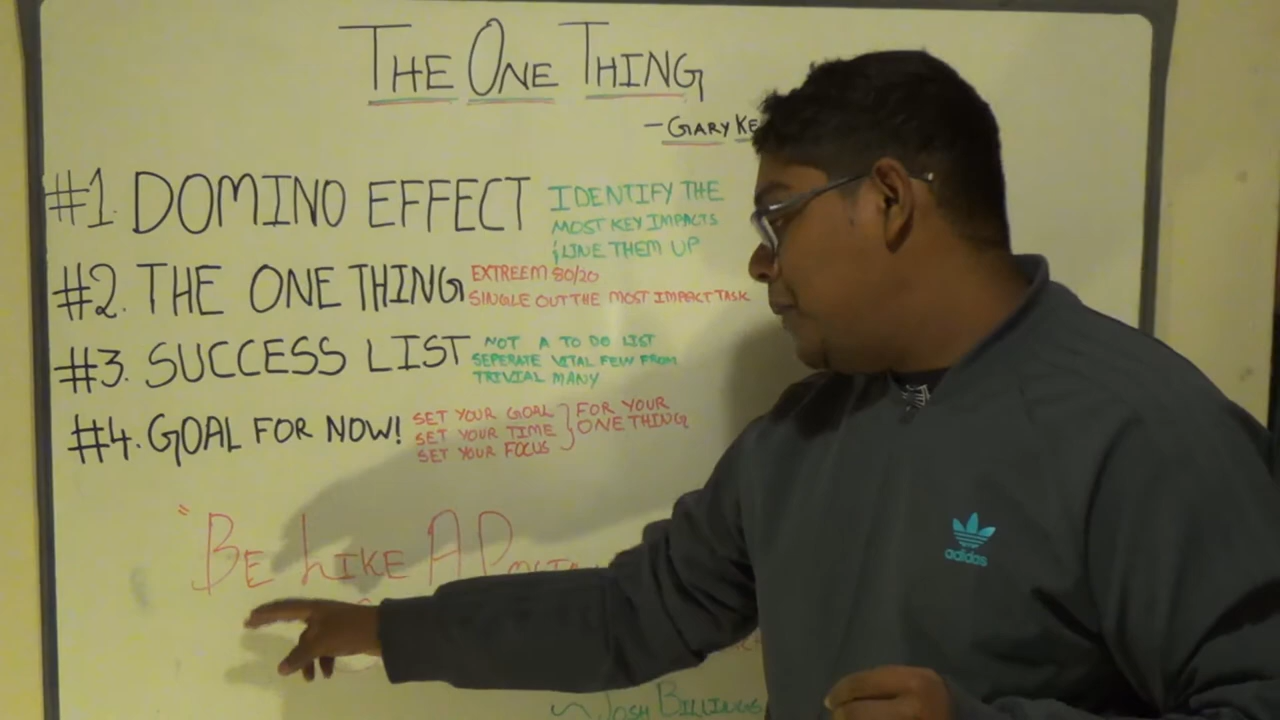 THE ONE THING
- GARY KE
#1. DOMINO EFFECT
IDENTIFY THE
MOST KEY IMPACTS
& LINE THEM UP
#2. THE ONE THING
EXTREEM 80/20
SINGLE OUT THE MOST IMPACT TASK
#3. SUCCESS LIST
NOT A TO DO LIST
SEPERATE VITAL FEW FROM
TRIVIAL MANY
#4. GOAL FOR NOW!
SET YOUR GOAL
SET YOUR TIME
SET YOUR FOCUS
} FOR YOUR
ONE THING
"BE LIKE A
~ JOSH BILLINGS
adidas